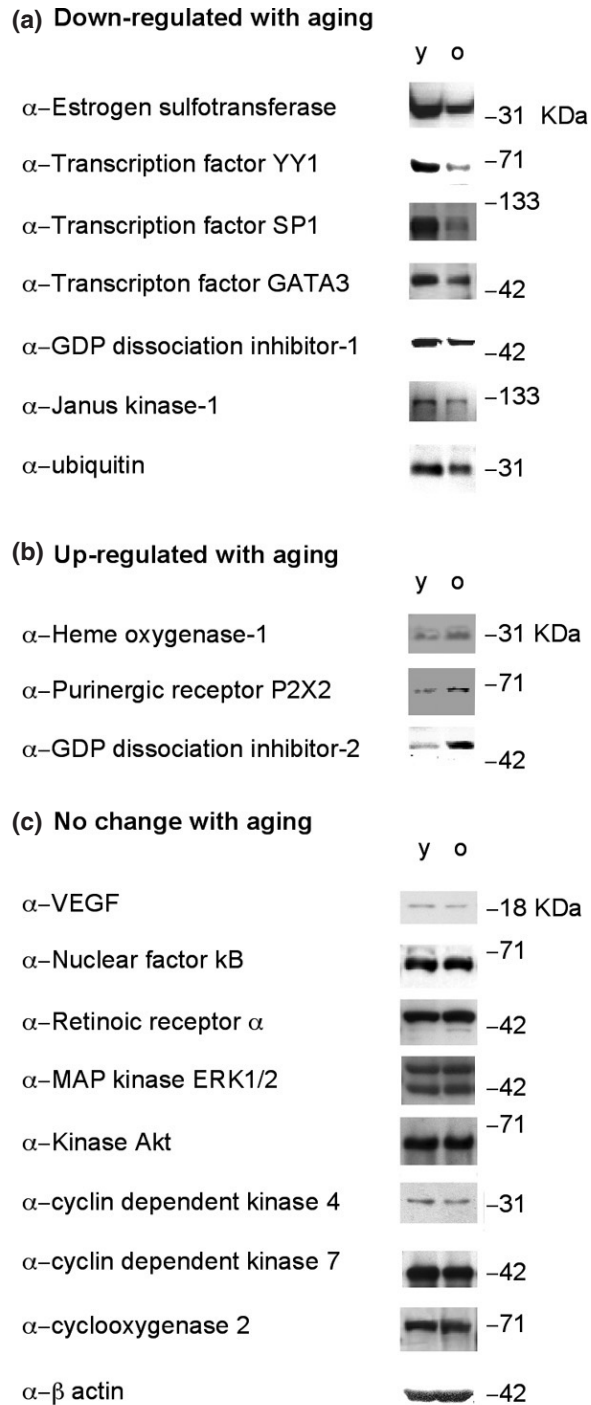 (a) Down-regulated with aging
y o
α–Estrogen sulfotransferase –31 KDa
α–Transcription factor YY1 –71
–133
α–Transcription factor SP1
α–Transcripton factor GATA3 –42
α–GDP dissociation inhibitor-1 –42
α–Janus kinase-1 –133
α–ubiquitin –31
(b) Up-regulated with aging
y o
α–Heme oxygenase-1 –31 KDa
α–Purinergic receptor P2X2 –71
α–GDP dissociation inhibitor-2 –42
(c) No change with aging
y o
α–VEGF –18 KDa
α–Nuclear factor kB –71
α–Retinoic receptor α –42
α–MAP kinase ERK1/2 –42
α–Kinase Akt –71
α–cyclin dependent kinase 4 –31
α–cyclin dependent kinase 7 –42
α–cyclooxygenase 2 –71
α–β actin –42